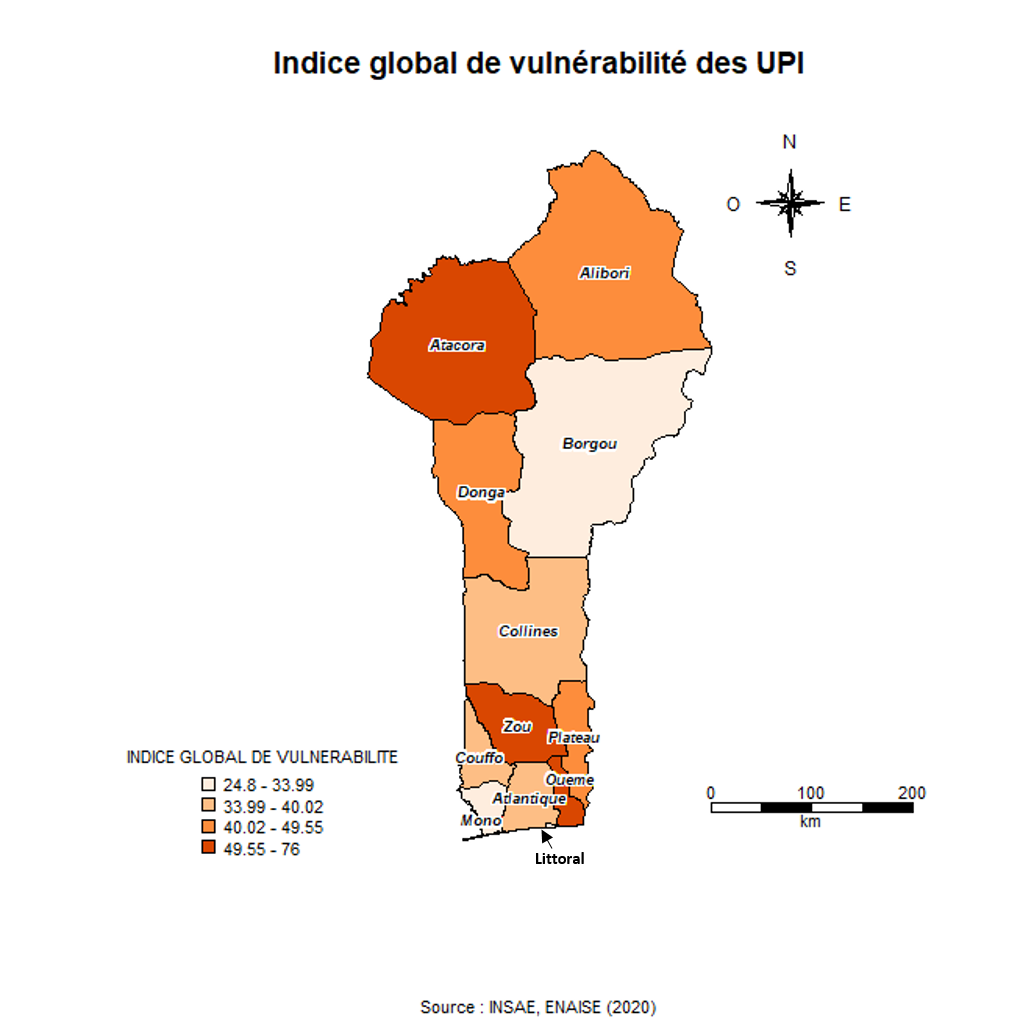 Indice global de vulnérabilité des UPI
N
O
E
S
Alibori
Atacora
Borgou
Donga
Collines
Zou
Plateau
Couffo
Oueme
Atlantique
Mono
Littoral
INDICE GLOBAL DE VULNERABILITE
24.8 - 33.99
33.99 - 40.02
40.02 - 49.55
49.55 - 76
0 100 200
km
Source : INSAE, ENAISE (2020)